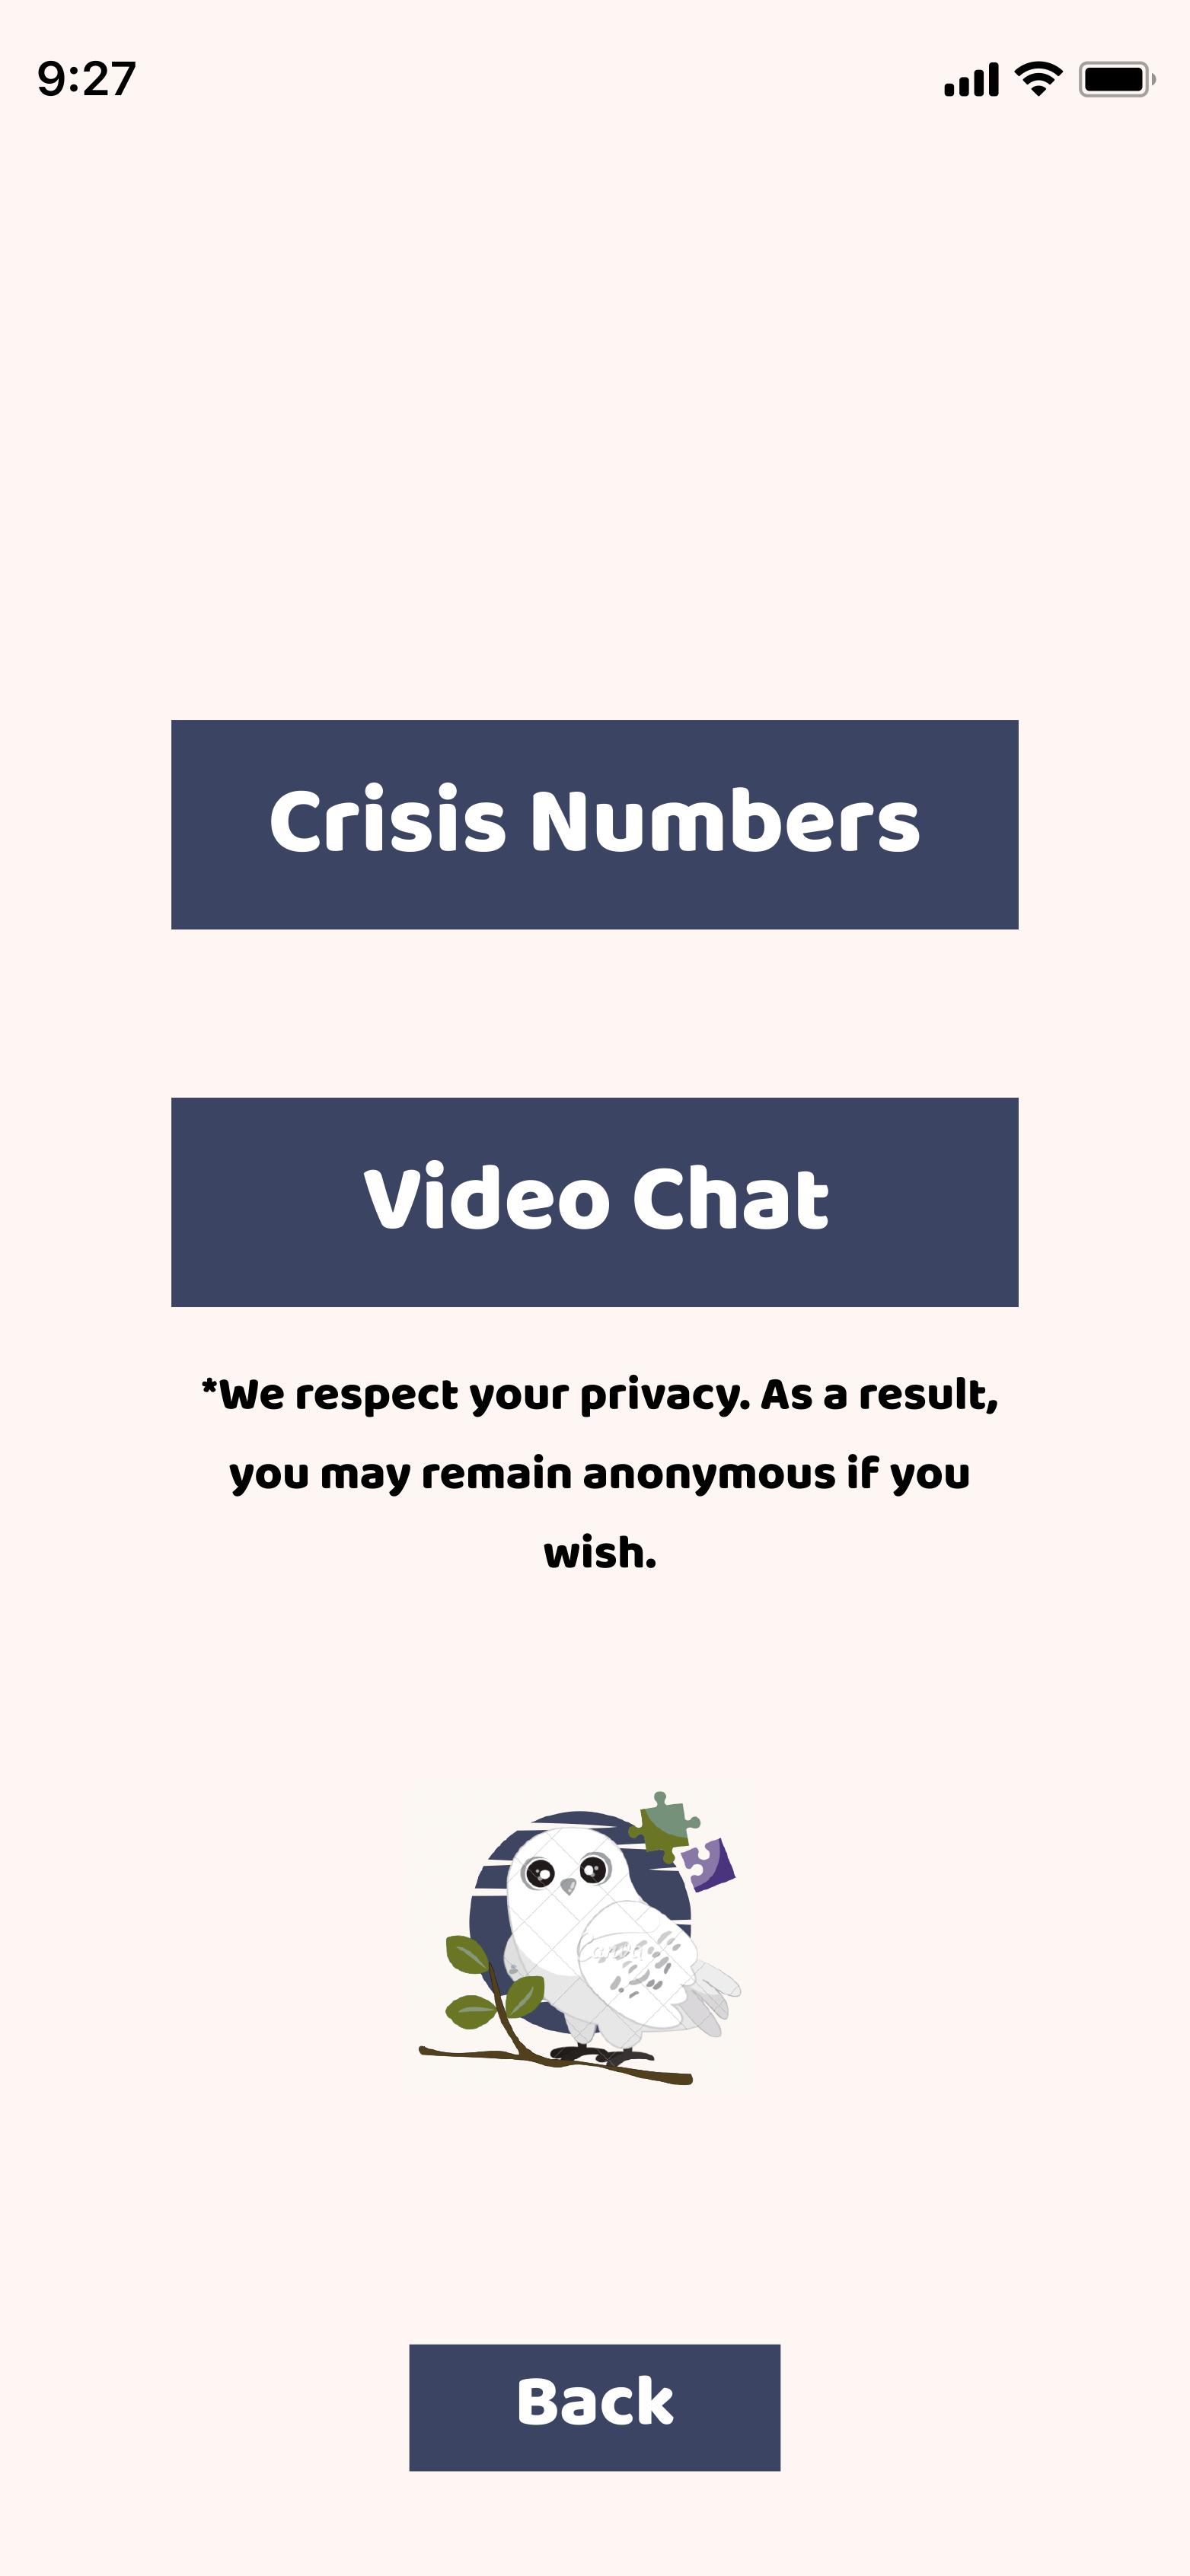 9:27
Crisis Numbers
Video Chat
*We respect your privacy. As a result,
you may remain anonymous if you
wish.
Canva
Back